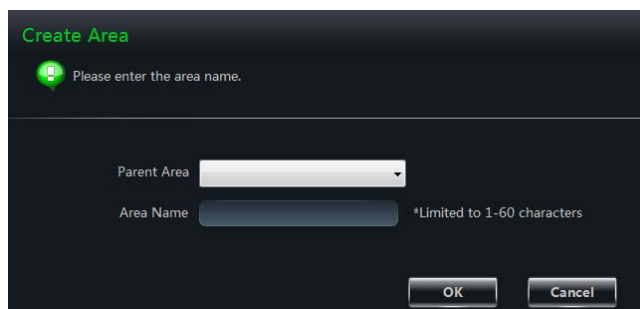 Create Area
Please enter the area name.
Parent Area
Area Name *Limited to 1-60 characters
OK Cancel